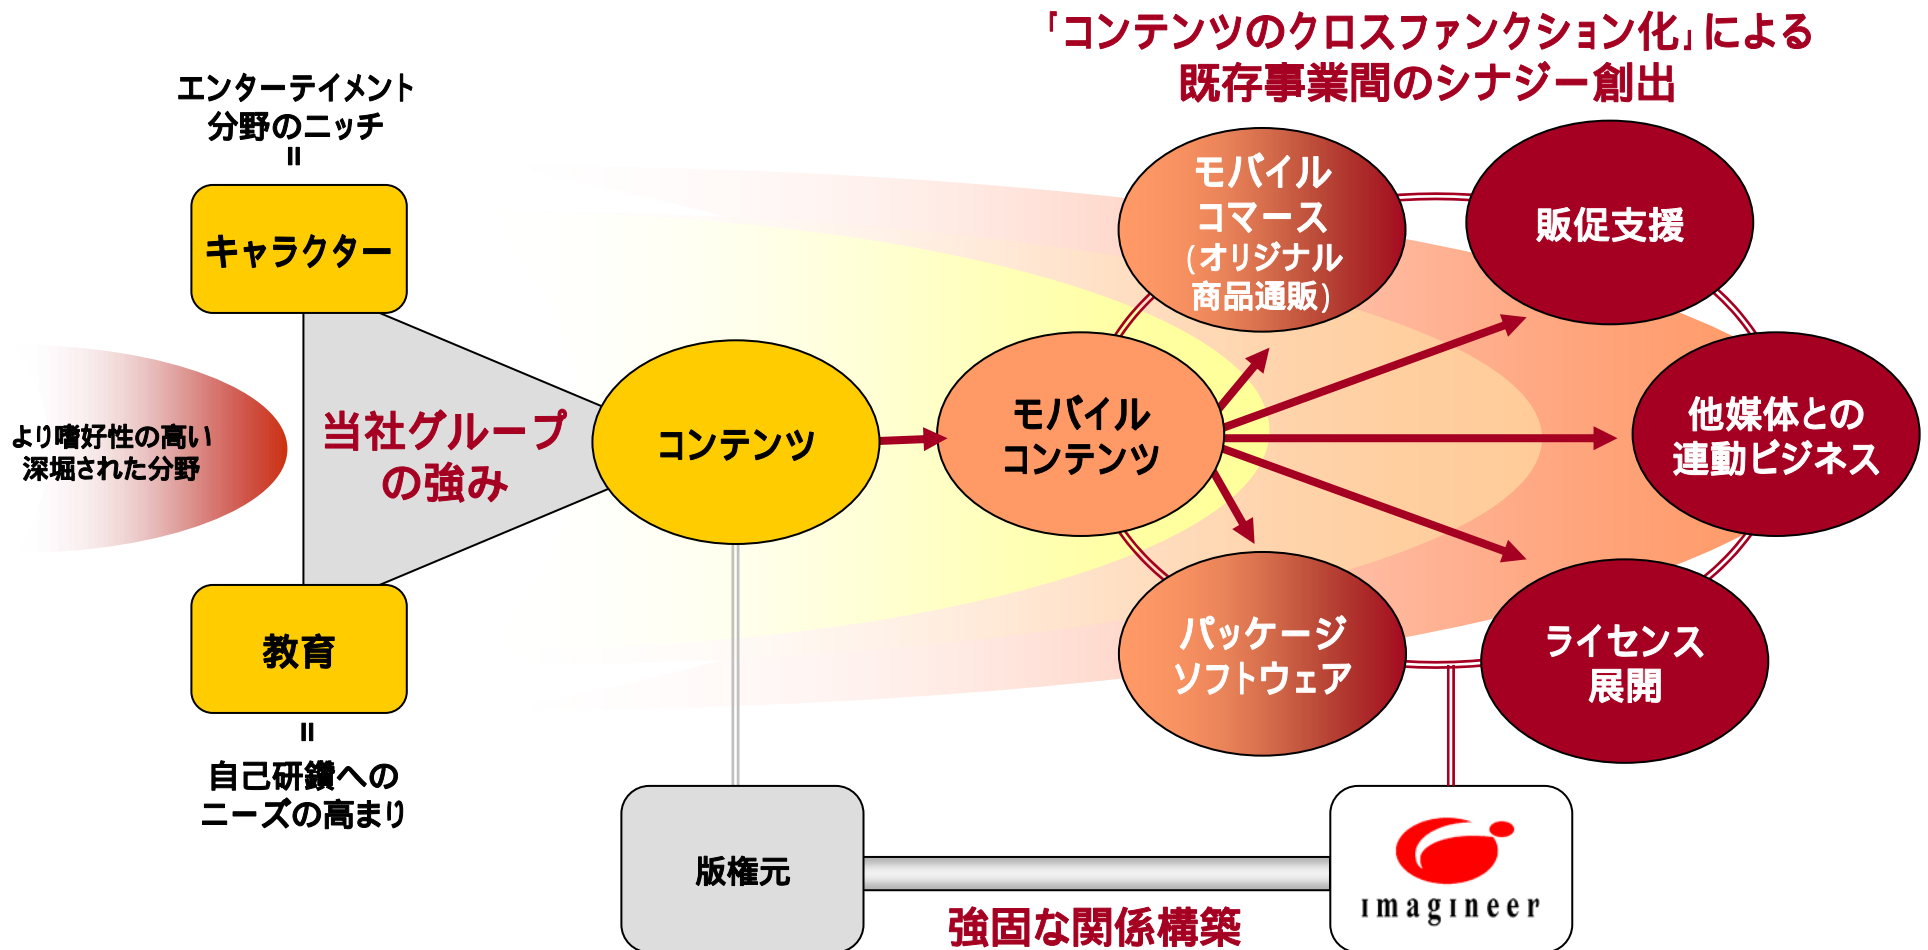 「コンテンツのクロスファンクション化」による
既存事業間のシナジー創出
エンターテイメント
分野のニッチ
=
キャラクター
モバイル
コマース
(オリジナル
商品通販)
販促支援
より嗜好性の高い
深堀された分野
当社グループ
の強み
コンテンツ
モバイル
コンテンツ
他媒体との
連動ビジネス
教育
=
自己研鑽への
ニーズの高まり
パッケージ
ソフトウェア
ライセンス
展開
版権元
強固な関係構築
imagineer